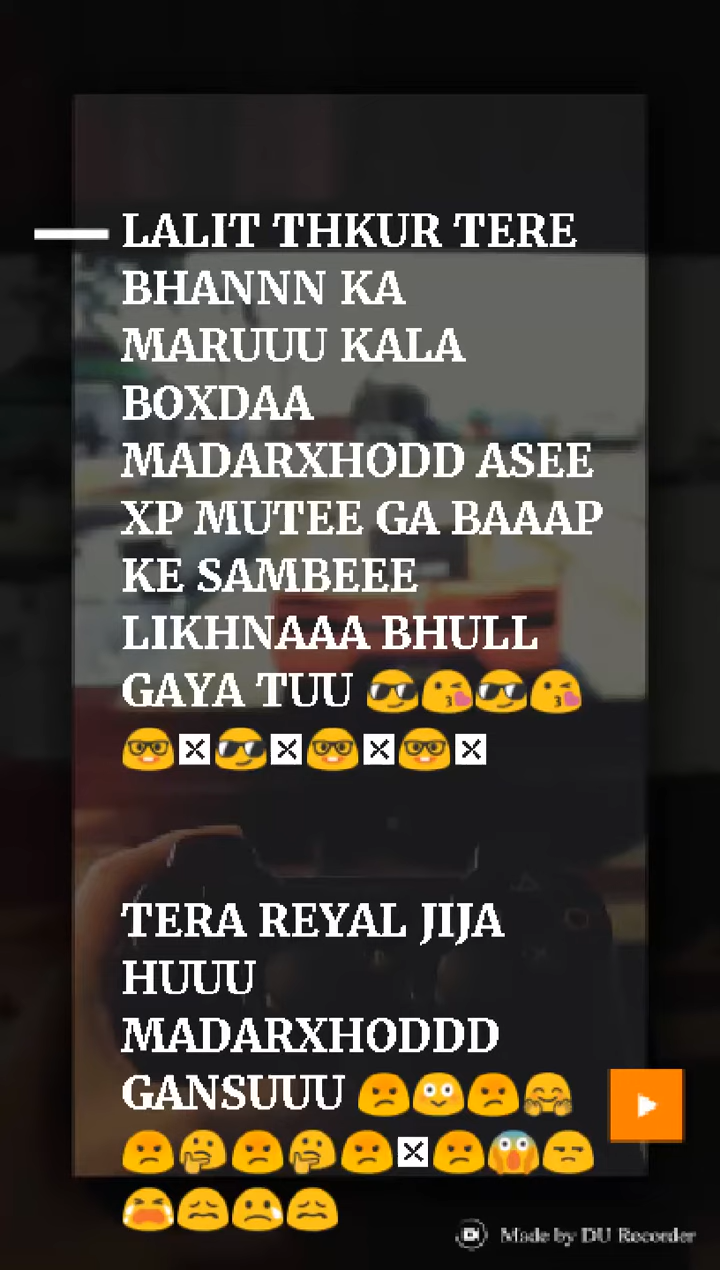 LALIT THKUR TERE
BHANNN KA
MARUUU KALA
BOXDAA
MADARXHODD ASEE
XP MUTEE GA BAAAP
KE SAMBEEE
LIKHNAAA BHULL
GAYA TUU 😎😘😎😘
🤓❎😎❎🤓❎🤓❎
TERA REYAL JIJA
HUUU
MADARXHODDD
GANSUUU 😡🙄😡🤗
😡🤔😡🤔😡❎😡😱😒
😭😩😢😩
Made by DU Recorder